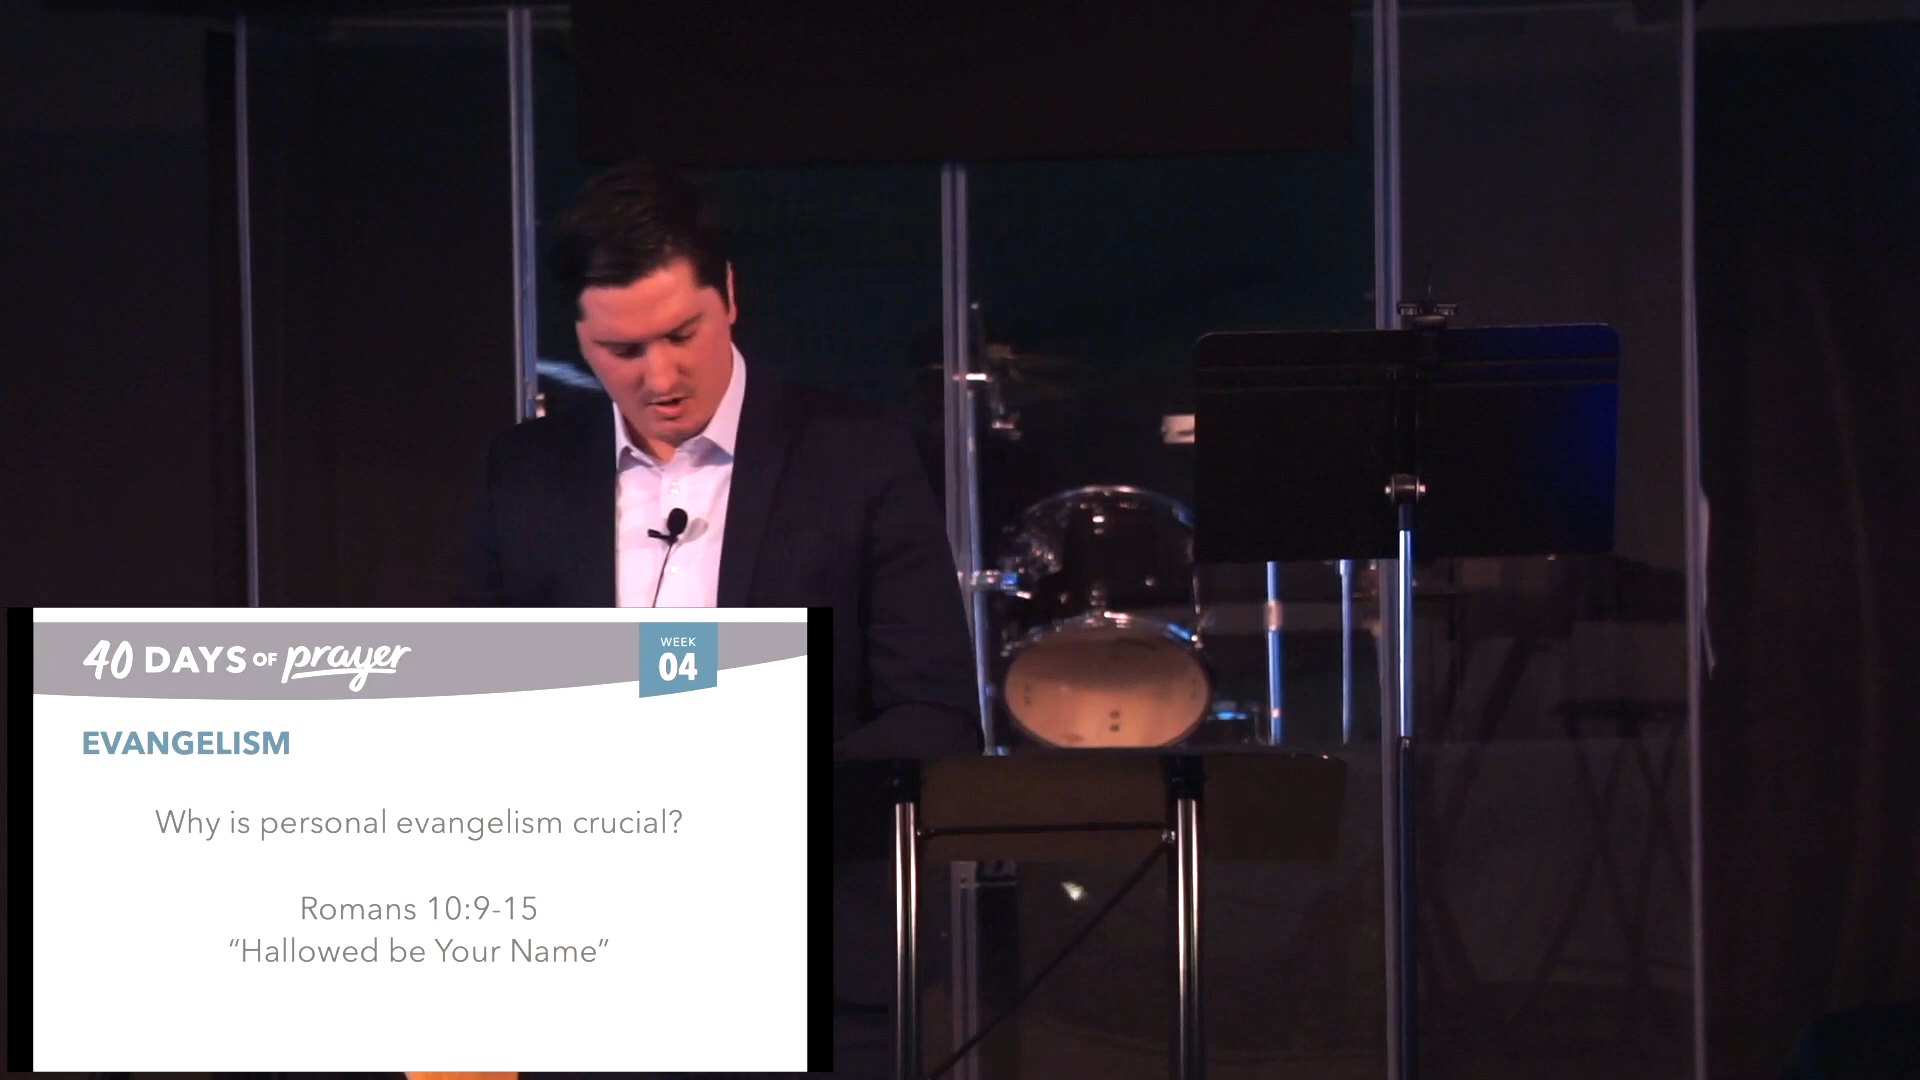 40 DAYS OF prayer
WEEK
04
EVANGELISM
Why is personal evangelism crucial?
Romans 10:9-15
“Hallowed be Your Name”